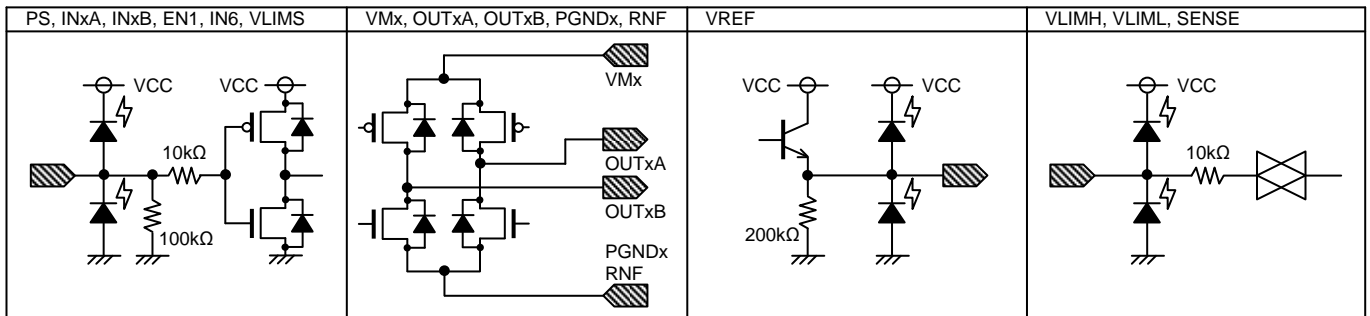 PS, INxA, INxB, EN1, IN6, VLIMS
VCC
VCC
10kΩ
100kΩ
VMx, OUTxA, OUTxB, PGNDx, RNF
VMx
OUTxA
OUTxB
PGNDx
RNF
VREF
VCC
VCC
200kΩ
VLIMH, VLIML, SENSE
VCC
10kΩ